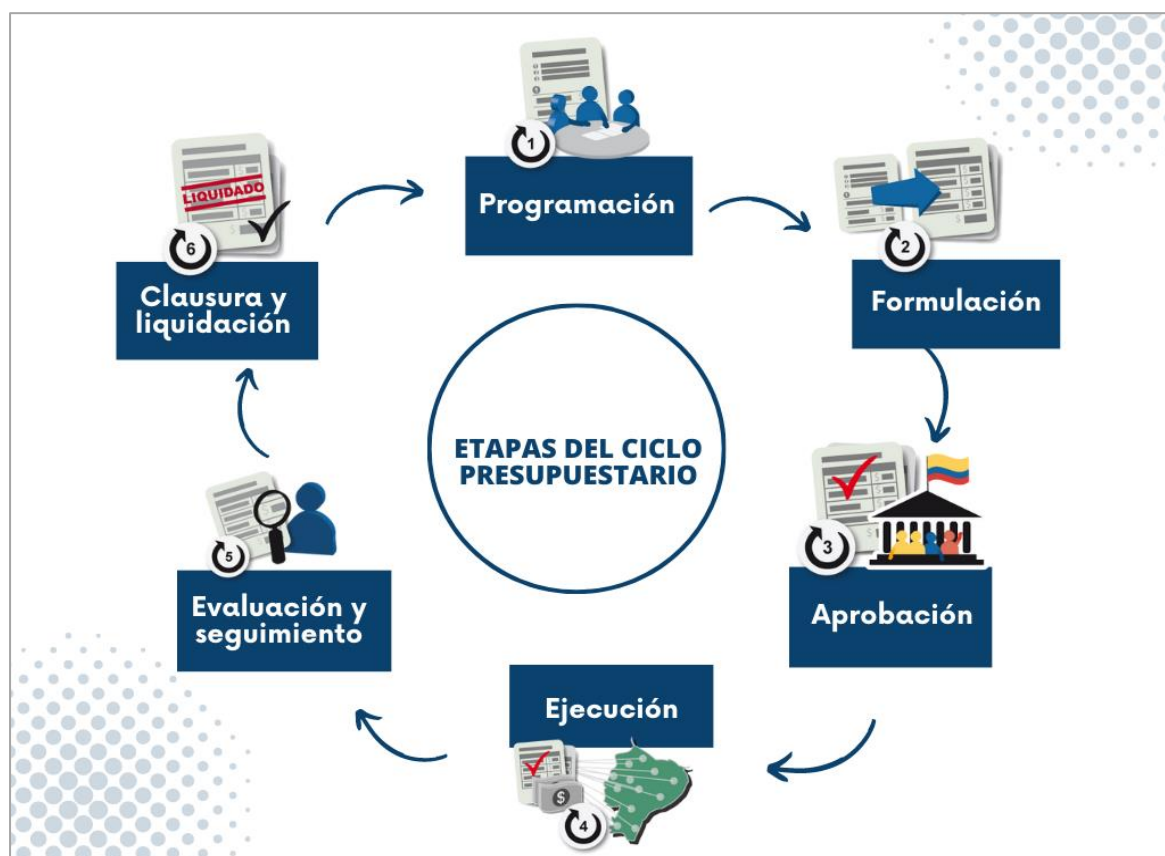 1
Programación
2
Formulación
3
Aprobación
Ejecución
$
4
5
Evaluación y
seguimiento
LIQUIDADO
$
6
Clausura y
liquidación
ETAPAS DEL CICLO
PRESUPUESTARIO